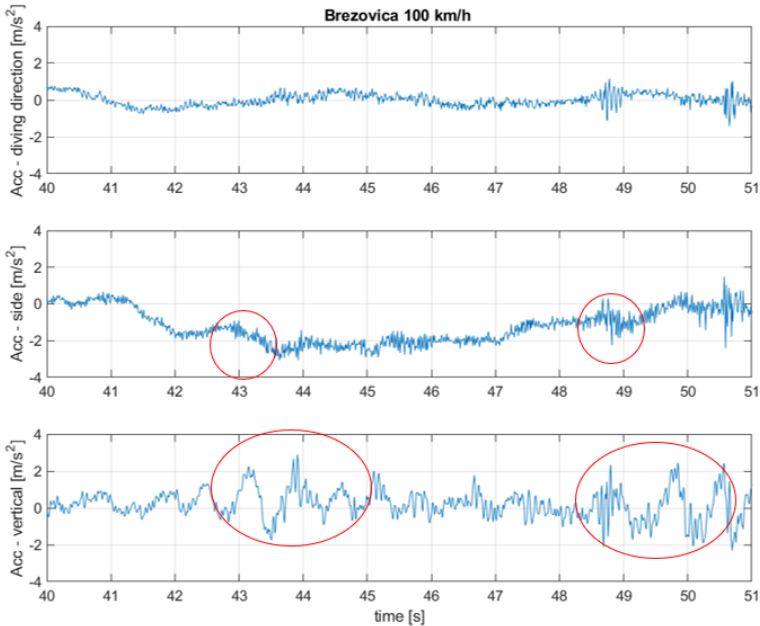 Brezovica 100 km/h
Acc - diving direction [m/s²]
4
2
0
-2
-4
40 41 42 43 44 45 46 47 48 49 50 51
Acc - side [m/s²]
4
2
0
-2
-4
40 41 42 43 44 45 46 47 48 49 50 51
Acc - vertical [m/s²]
4
2
0
-2
-4
40 41 42 43 44 45 46 47 48 49 50 51
time [s]